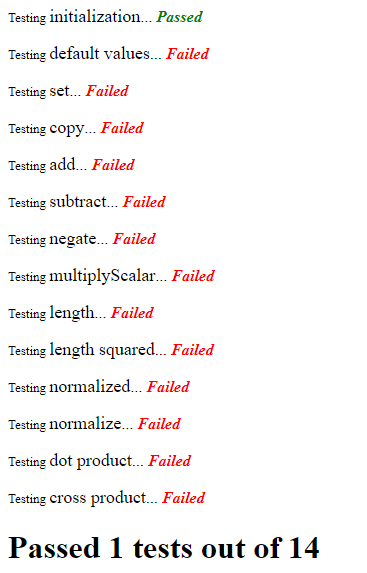 Testing initialization... Passed
Testing default values... Failed
Testing set... Failed
Testing copy... Failed
Testing add... Failed
Testing subtract... Failed
Testing negate... Failed
Testing multiplyScalar... Failed
Testing length... Failed
Testing length squared... Failed
Testing normalized... Failed
Testing normalize... Failed
Testing dot product... Failed
Testing cross product... Failed
Passed 1 tests out of 14